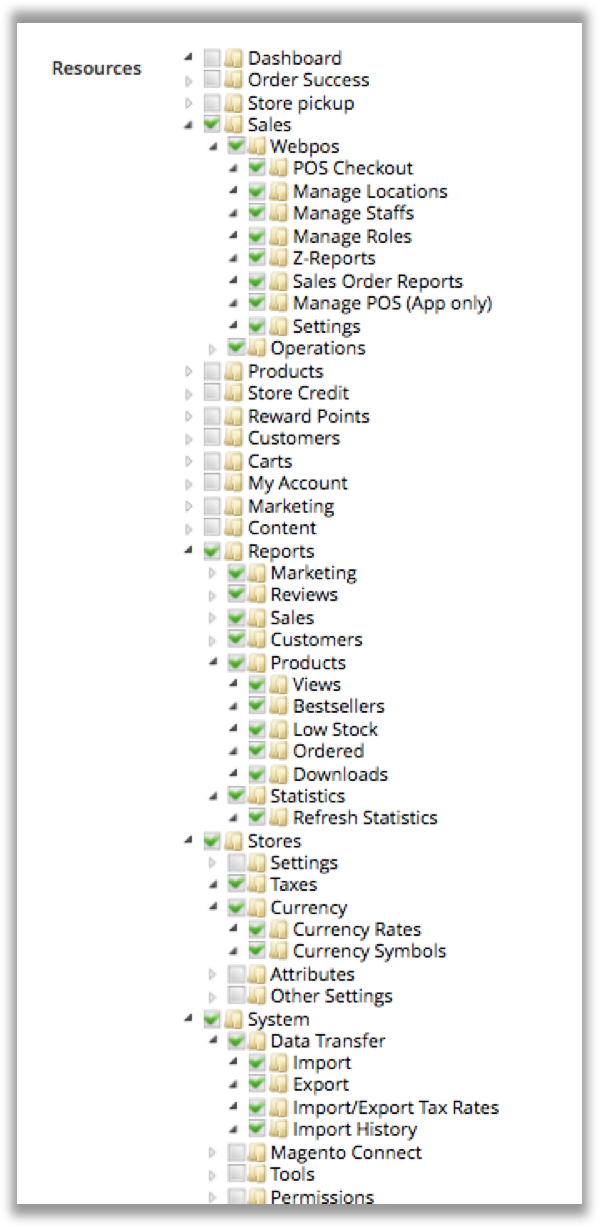 Resources
Dashboard
Order Success
Store pickup
Sales
Webpos
POS Checkout
Manage Locations
Manage Staffs
Manage Roles
Z-Reports
Sales Order Reports
Manage POS (App only)
Settings
Operations
Products
Store Credit
Reward Points
Customers
Carts
My Account
Marketing
Content
Reports
Marketing
Reviews
Sales
Customers
Products
Views
Bestsellers
Low Stock
Ordered
Downloads
Statistics
Refresh Statistics
Stores
Settings
Taxes
Currency
Currency Rates
Currency Symbols
Attributes
Other Settings
System
Data Transfer
Import
Export
Import/Export Tax Rates
Import History
Magento Connect
Tools
Permissions